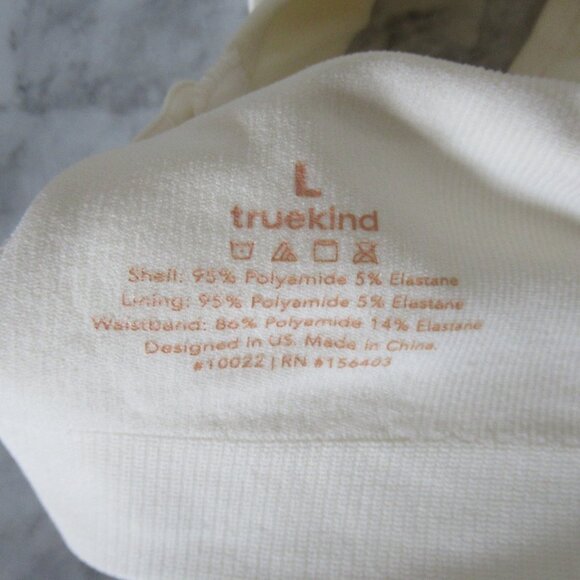 L
truekind
Shell: 95% Polyamide 5% Elastane
Lining: 95% Polyamide 5% Elastane
Waistband: 86% Polyamide 14% Elastane
Designed in US. Made in China.
#10022 | RN #156403